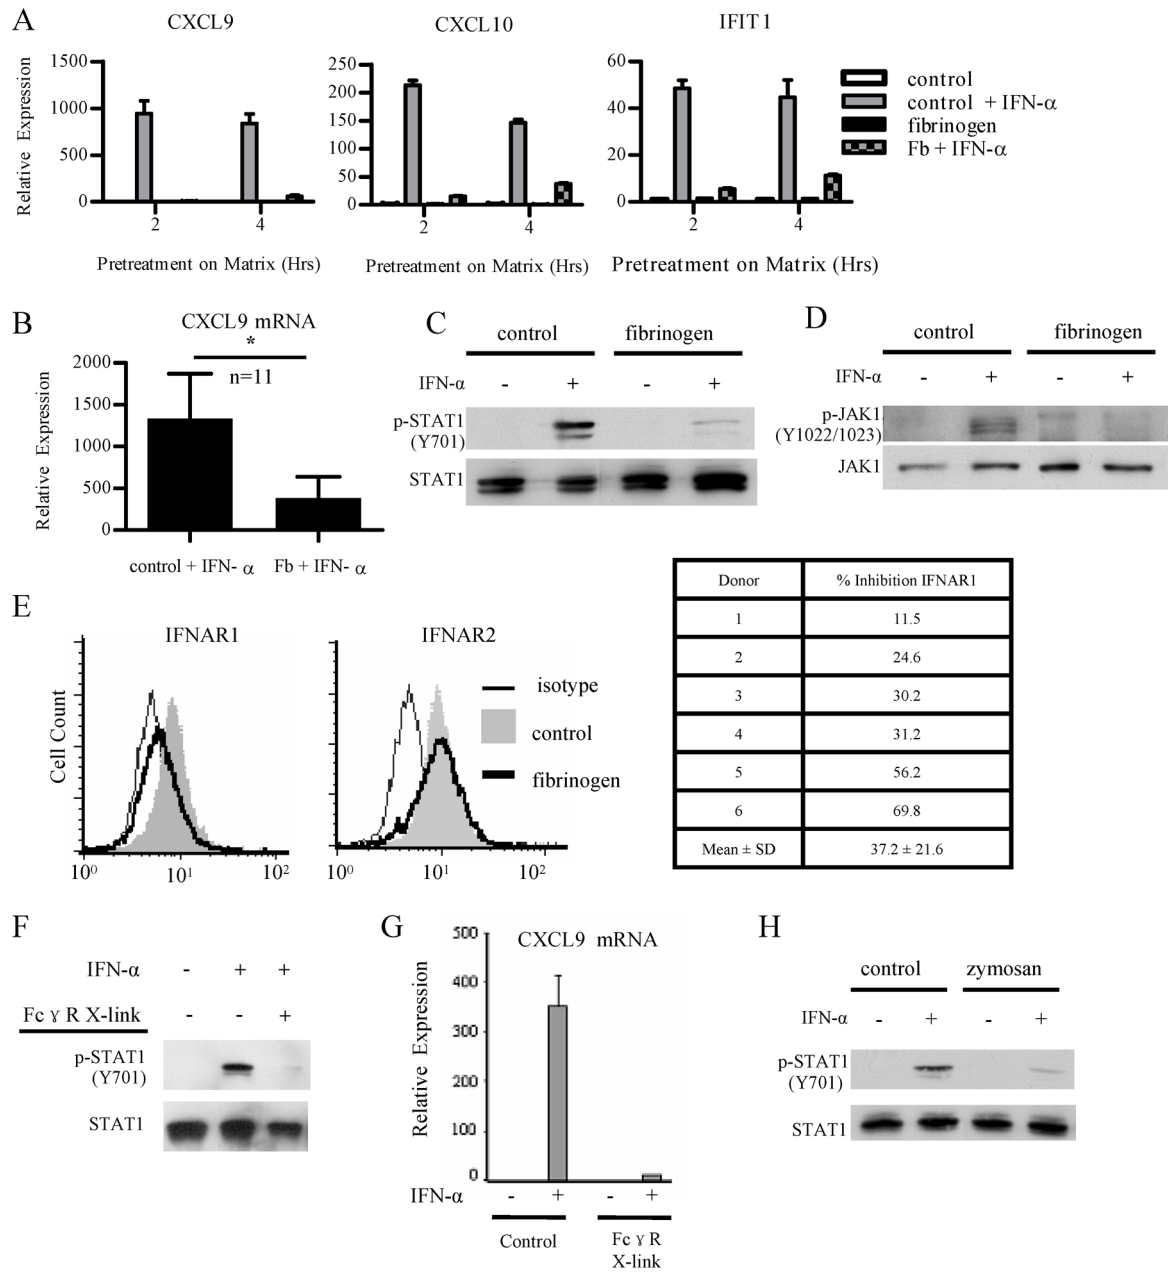 A
CXCL9
CXCL10
IFIT1
Relative Expression
1500
1000
500
0
2
4
Pretreatment on Matrix (Hrs)
250
200
150
100
50
0
2
4
Pretreatment on Matrix (Hrs)
60
40
20
0
2
4
Pretreatment on Matrix (Hrs)
control
control + IFN-α
fibrinogen
Fb + IFN-α
B
CXCL9 mRNA
*
n=11
Relative Expression
2000
1500
1000
500
0
control + IFN- α
Fb + IFN- α
C
control fibrinogen
IFN-α - + - +
p-STAT1
(Y701)
STAT1
D
control fibrinogen
IFN-α - + - +
p-JAK1
(Y1022/1023)
JAK1
E
IFNAR1
IFNAR2
Cell Count
10⁰ 10¹ 10²
10⁰ 10¹ 10²
isotype
control
fibrinogen
Donor % Inhibition IFNAR1
1 11.5
2 24.6
3 30.2
4 31.2
5 56.2
6 69.8
Mean ± SD 37.2 ± 21.6
F
IFN-α - + +
Fc γ R X-link - - +
p-STAT1
(Y701)
STAT1
G
CXCL9 mRNA
Relative Expression
500
400
300
200
100
0
IFN-α - + - +
Control
Fc γ R
X-link
H
control zymosan
IFN-α - + - +
p-STAT1
(Y701)
STAT1